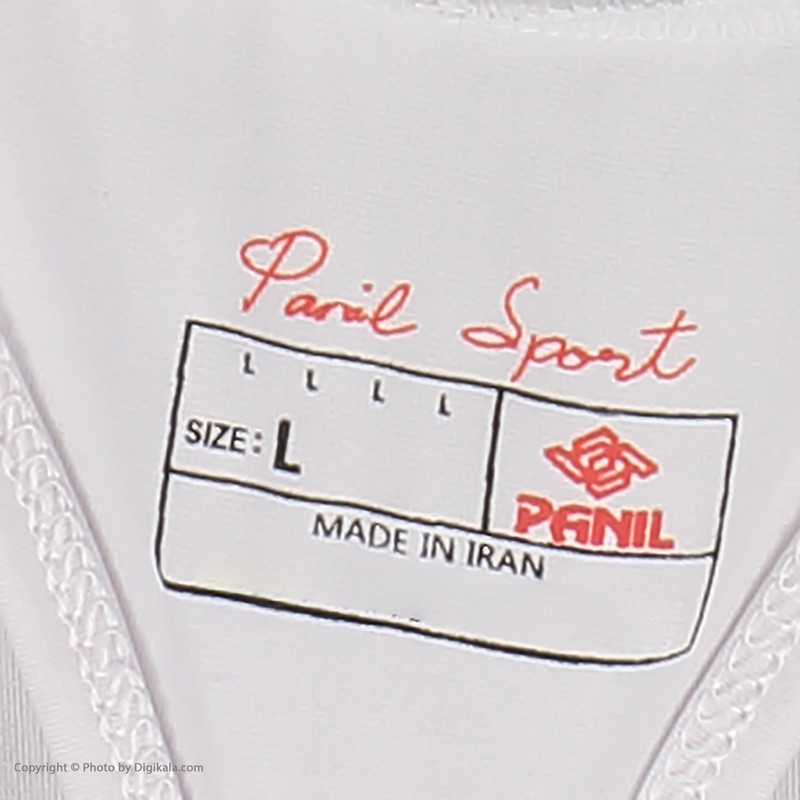 Panil Sport
L L L L
SIZE: L
PANIL
MADE IN IRAN
Copyright © Photo by Digikala.com